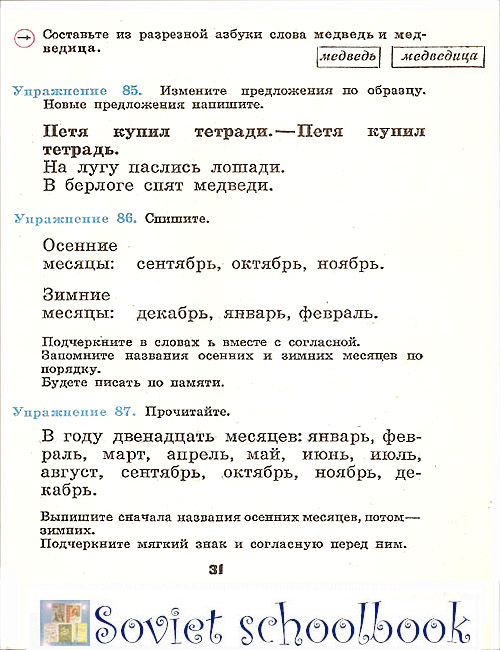 Составьте из разрезной азбуки слова медведь и мед-
ведица.
медведь медведица
Упражнение 85. Измените предложения по образцу.
Новые предложения напишите.
Петя купил тетради.—Петя купил
тетрадь.
На лугу паслись лошади.
В берлоге спят медведи.
Упражнение 86. Спишите.
Осенние
месяцы: сентябрь, октябрь, ноябрь.
Зимние
месяцы: декабрь, январь, февраль.
Подчеркните в словах ь вместе с согласной.
Запомните названия осенних и зимних месяцев по
порядку.
Будете писать по памяти.
Упражнение 87. Прочитайте.
В году двенадцать месяцев: январь, фев-
раль, март, апрель, май, июнь, июль,
август, сентябрь, октябрь, ноябрь, де-
кабрь.
Выпишите сначала названия осенних месяцев, потом—
зимних.
Подчеркните мягкий знак и согласную перед ним.
31
Soviet schoolbook